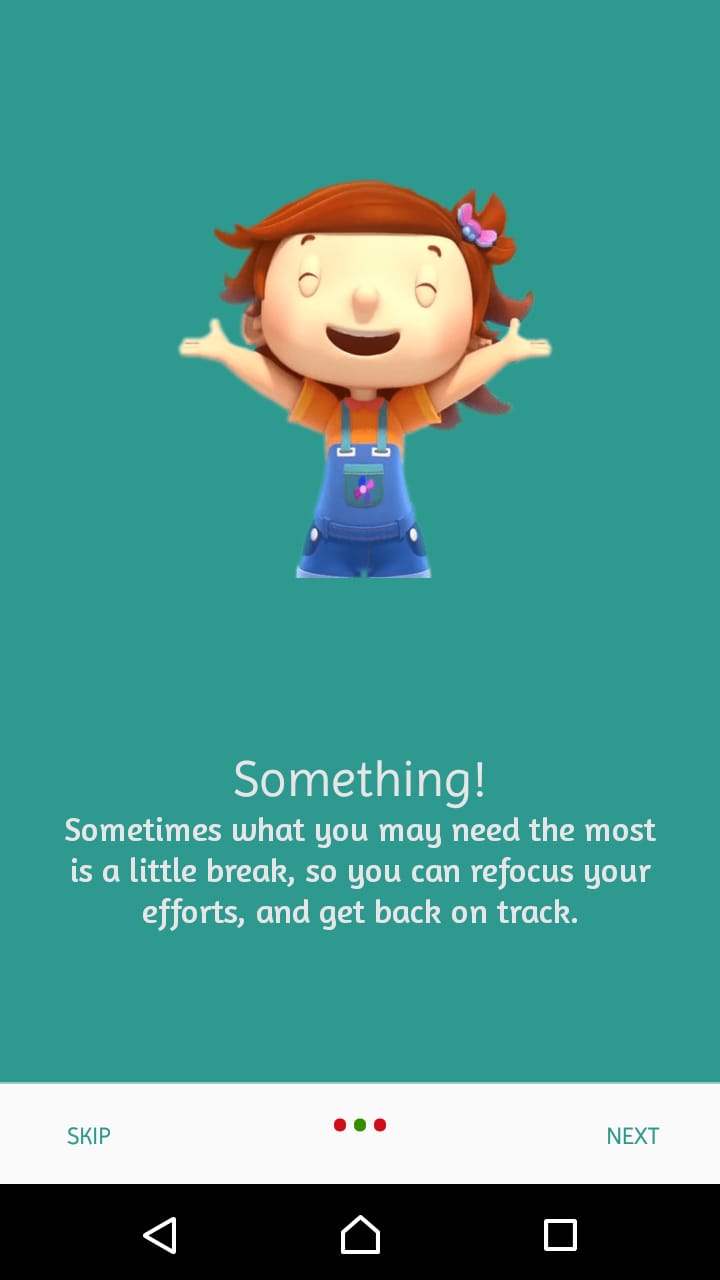 Something!
Sometimes what you may need the most
is a little break, so you can refocus your
efforts, and get back on track.
SKIP
NEXT